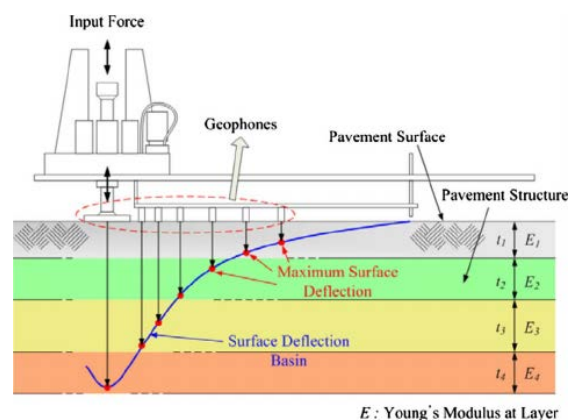 Input Force
Geophones
Pavement Surface
Pavement Structure
t1 E1
Maximum Surface
Deflection
t2 E2
Surface Deflection
Basin
t3 E3
t4 E4
E : Young's Modulus at Layer